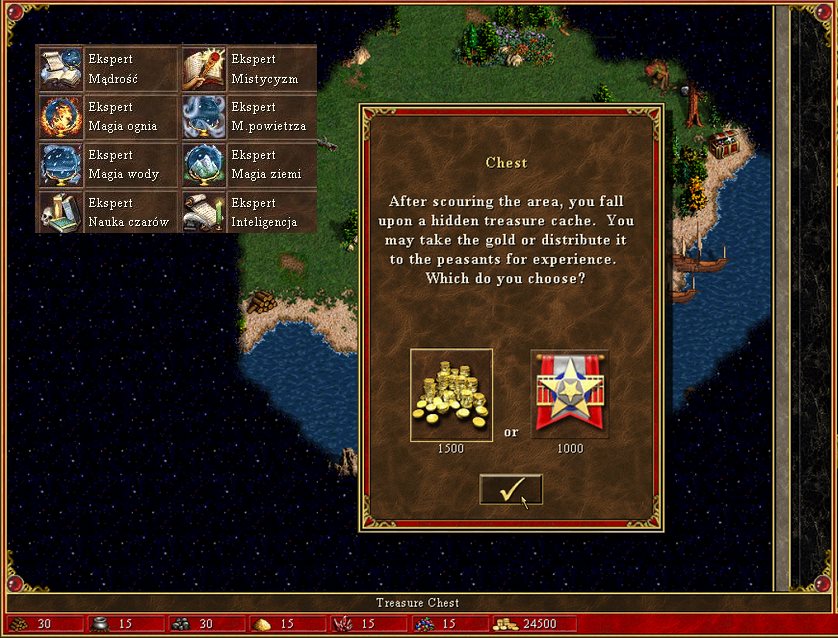 Ekspert
Mądrość
Ekspert
Mistycyzm
Ekspert
Magia ognia
Ekspert
M.powietrza
Ekspert
Magia wody
Ekspert
Magia ziemi
Ekspert
Nauka czarów
Ekspert
Inteligencja
Chest
After scouring the area, you fall
upon a hidden treasure cache. You
may take the gold or distribute it
to the peasants for experience.
Which do you choose?
or
1500
1000
Treasure Chest
30 15 30 15 15 15 24500